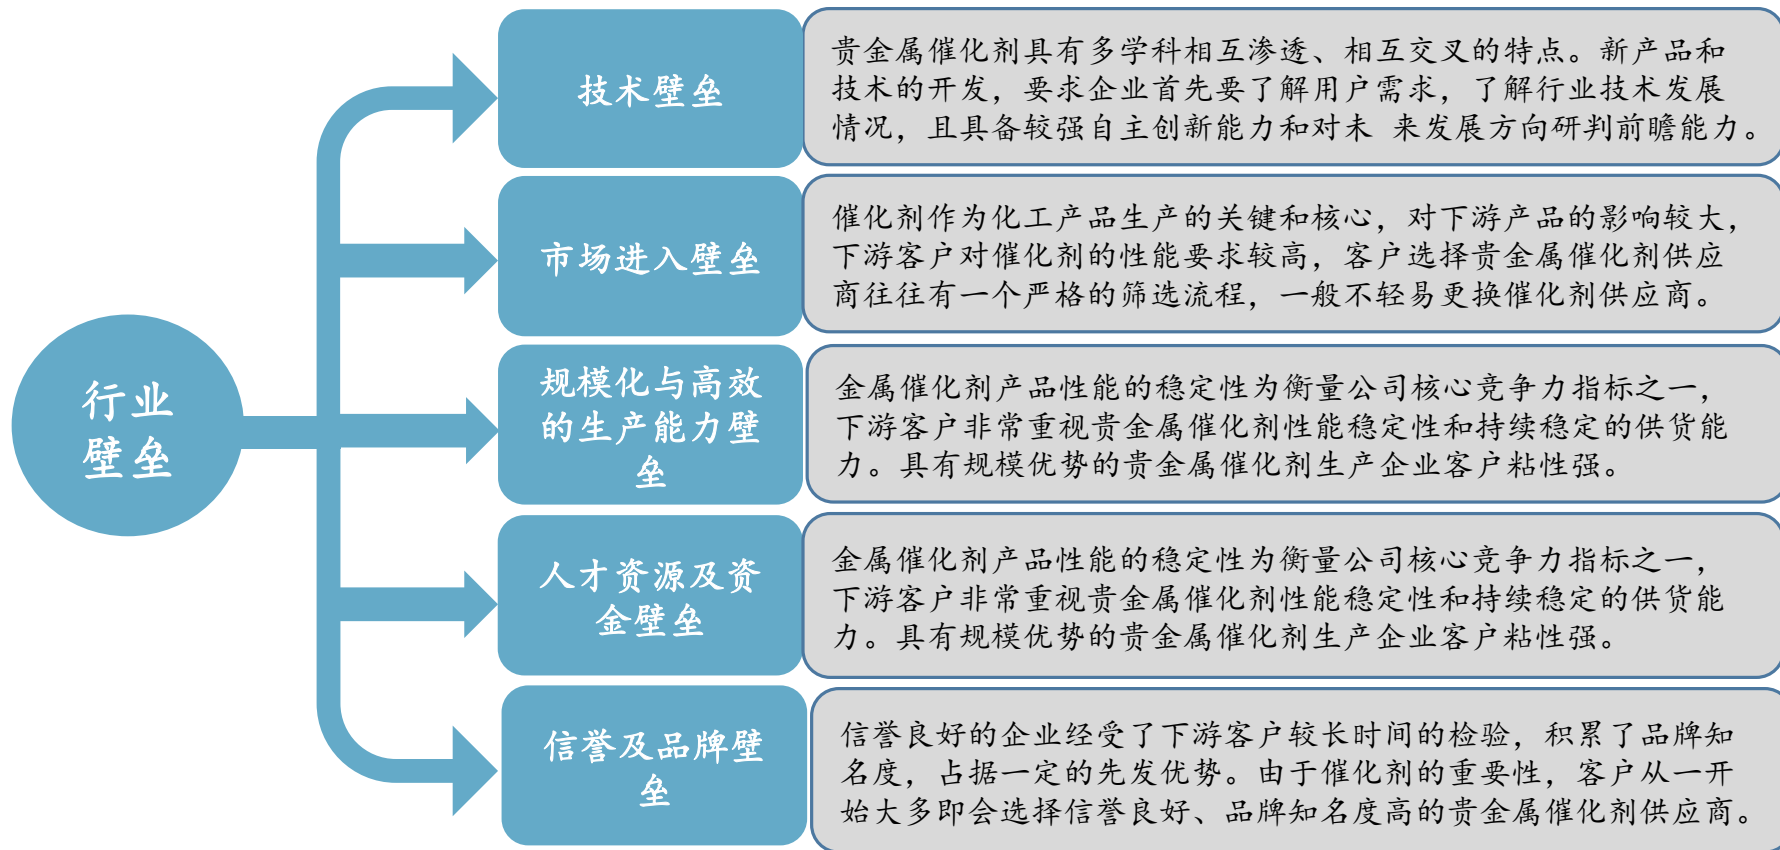 行业
壁垒
技术壁垒
贵金属催化剂具有多学科相互渗透、相互交叉的特点。新产品和
技术的开发，要求企业首先要了解用户需求，了解行业技术发展
情况，且具备较强自主创新能力和对未 来发展方向研判前瞻能力。
市场进入壁垒
催化剂作为化工产品生产的关键和核心，对下游产品的影响较大，
下游客户对催化剂的性能要求较高，客户选择贵金属催化剂供应
商往往有一个严格的筛选流程，一般不轻易更换催化剂供应商。
规模化与高效
的生产能力壁
垒
金属催化剂产品性能的稳定性为衡量公司核心竞争力指标之一，
下游客户非常重视贵金属催化剂性能稳定性和持续稳定的供货能
力。具有规模优势的贵金属催化剂生产企业客户粘性强。
人才资源及资
金壁垒
金属催化剂产品性能的稳定性为衡量公司核心竞争力指标之一，
下游客户非常重视贵金属催化剂性能稳定性和持续稳定的供货能
力。具有规模优势的贵金属催化剂生产企业客户粘性强。
信誉及品牌壁
垒
信誉良好的企业经受了下游客户较长时间的检验，积累了品牌知
名度，占据一定的先发优势。由于催化剂的重要性，客户从一开
始大多即会选择信誉良好、品牌知名度高的贵金属催化剂供应商。